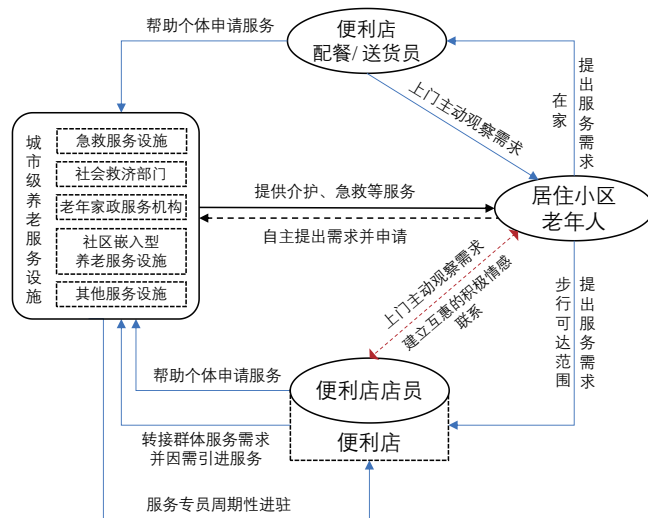 帮助个体申请服务
便利店
配餐/送货员
上门主动观察需求
提出服务需求
在家
城市级养老服务设施
急救服务设施
社会救济部门
老年家政服务机构
社区嵌入型
养老服务设施
其他服务设施
提供介护、急救等服务
自主提出需求并申请
居住小区
老年人
上门主动观察需求
建立互惠的积极情感
联系
提出服务需求
步行可达范围
帮助个体申请服务
便利店店员
便利店
转接群体服务需求
并因需引进服务
服务专员周期性进驻